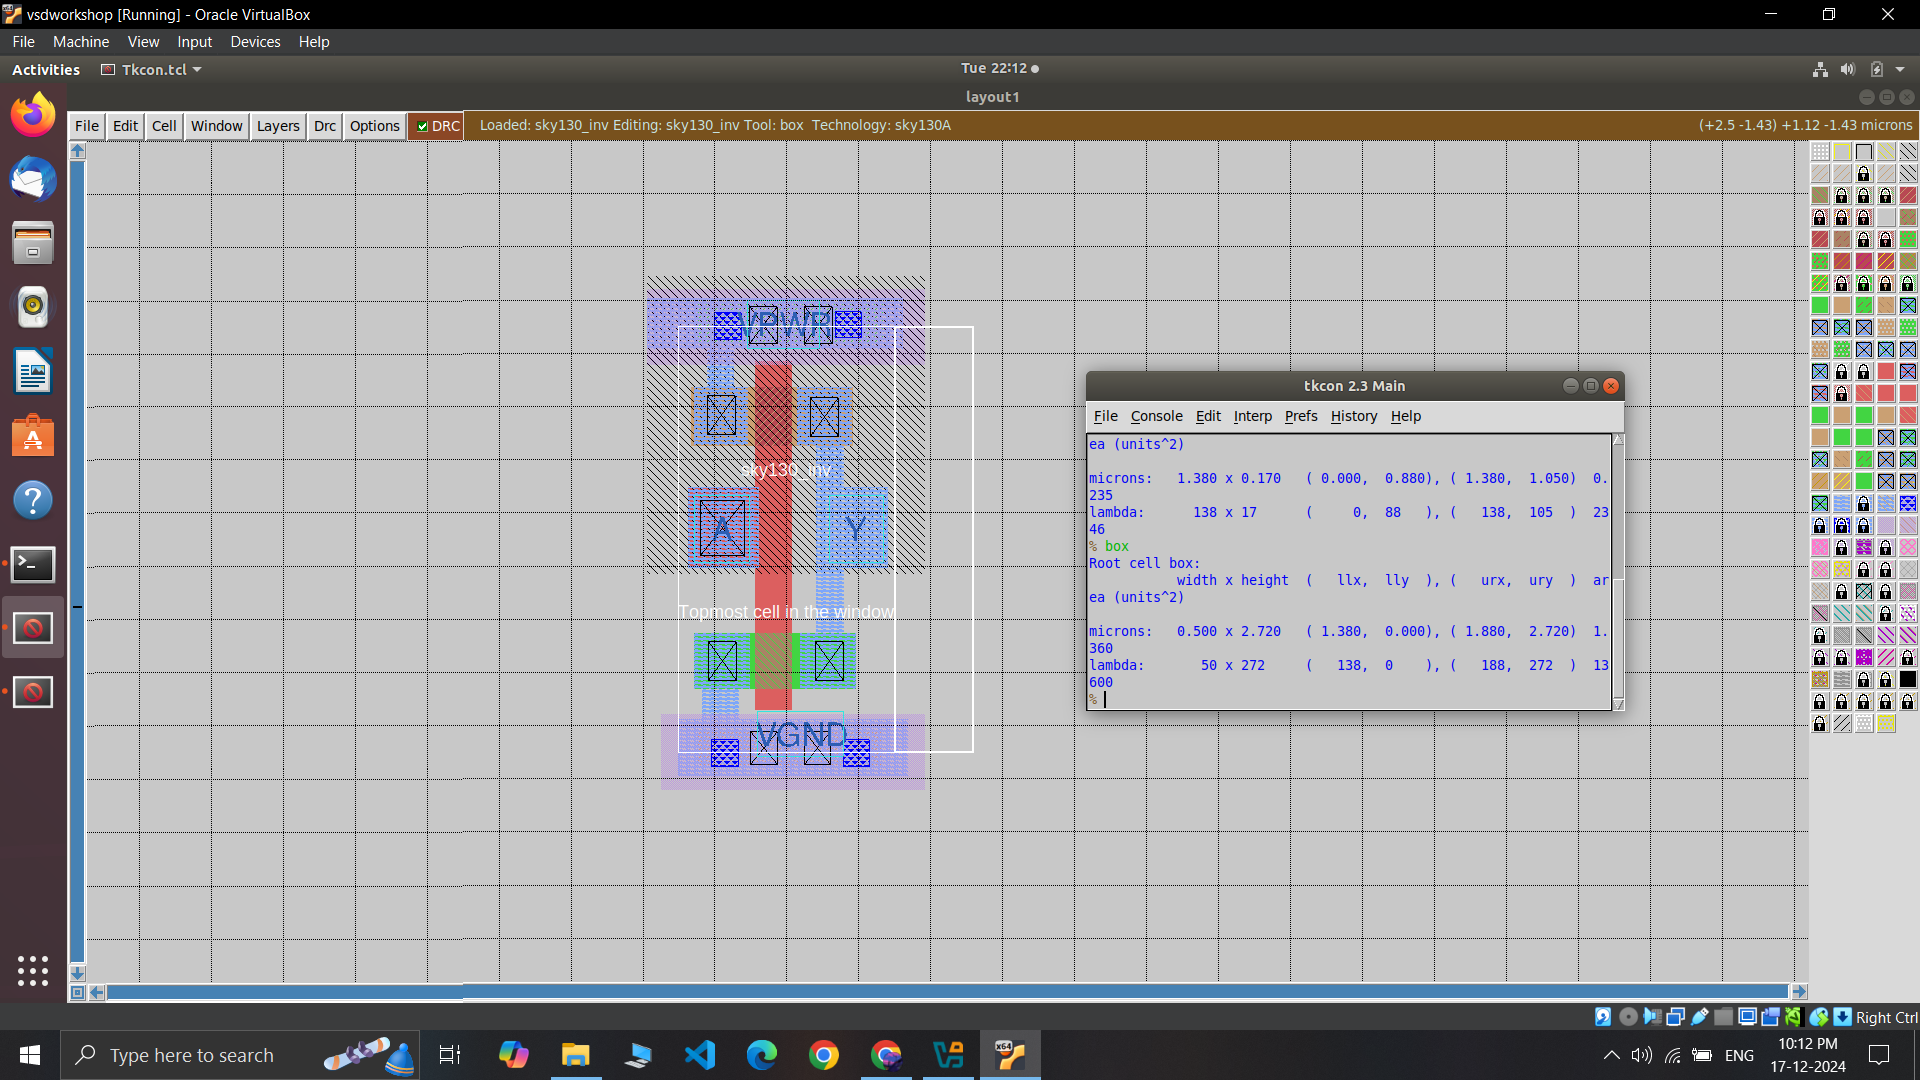 vsdworkshop [Running] - Oracle VirtualBox
File Machine View Input Devices Help
Activities Tkcon.tcl Tue 22:12
layout1
File Edit Cell Window Layers Drc Options DRC Loaded: sky130_inv Editing: sky130_inv Tool: box Technology: sky130A (+2.5 -1.43) +1.12 -1.43 microns
VPWR
sky130_inv
A Y
Topmost cell in the window
VGND
tkcon 2.3 Main
File Console Edit Interp Prefs History Help
ea (units^2)
microns: 1.380 x 0.170 ( 0.000, 0.880), ( 1.380, 1.050) 0.
235
lambda: 138 x 17 ( 0, 88 ), ( 138, 105 ) 23
46
% box
Root cell box:
width x height ( llx, lly ), ( urx, ury ) ar
ea (units^2)
microns: 0.500 x 2.720 ( 1.380, 0.000), ( 1.880, 2.720) 1.
360
lambda: 50 x 272 ( 138, 0 ), ( 188, 272 ) 13
600
%
Right Ctrl
Type here to search
x64
ENG
10:12 PM
17-12-2024